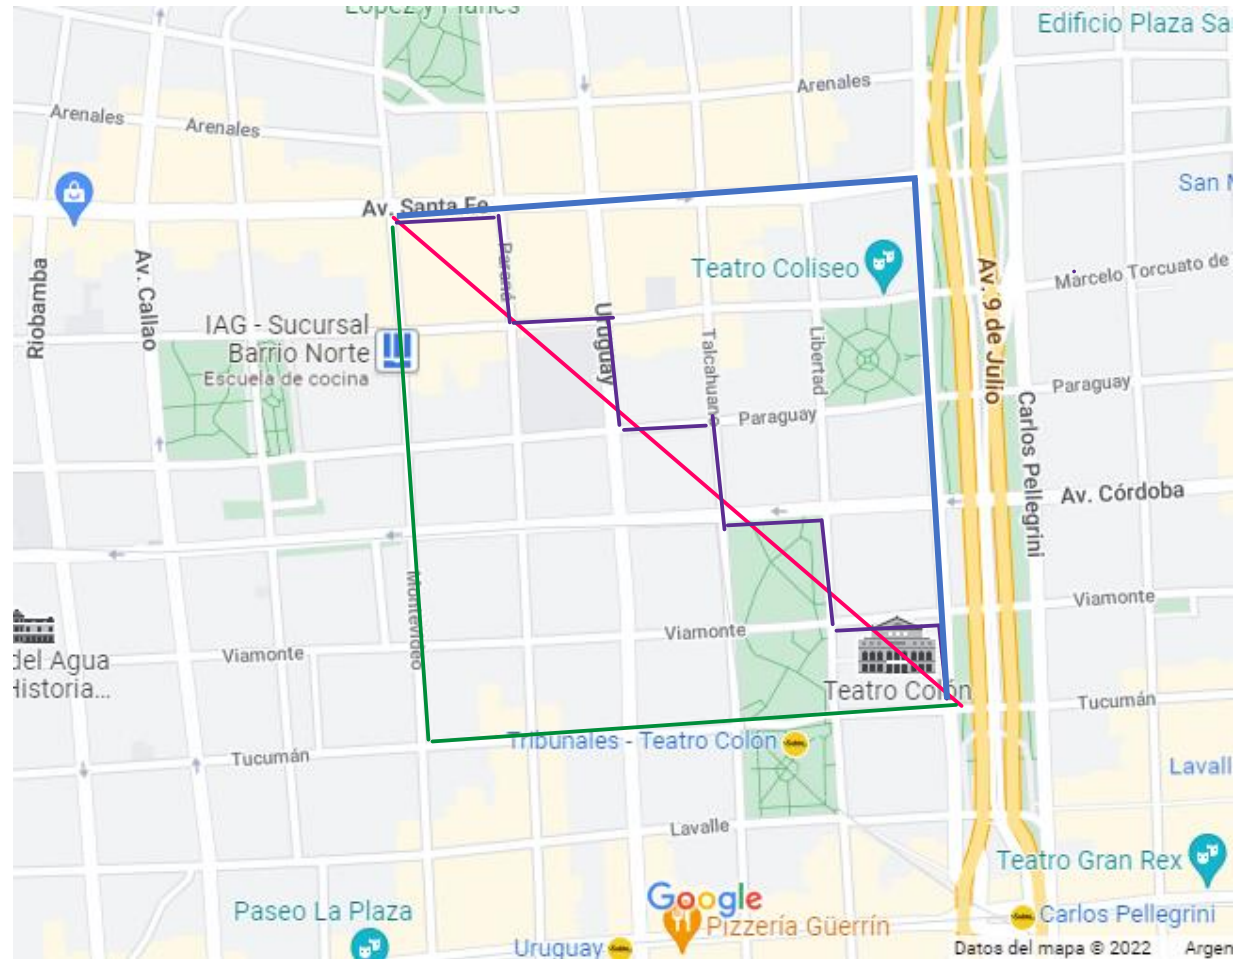 López y Planes
Edificio Plaza Sa
Arenales
Arenales
Arenales
San
Av. Santa Fe
Riobamba
Av. Callao
Paraná
Teatro Coliseo
Av. 9 de Julio
Marcelo Torcuato de
IAG - Sucursal
Barrio Norte
Escuela de cocina
Uruguay
Talcahuano
Libertad
Paraguay
Paraguay
Carlos Pellegrini
Av. Córdoba
Montevideo
Viamonte
Viamonte
Viamonte
del Agua
Historia...
Teatro Colón
Tucumán
Tribunales - Teatro Colón
Tucumán
Lavall
Lavalle
Teatro Gran Rex
Google
Paseo La Plaza
Pizzería Güerrín
Carlos Pellegrini
Uruguay
Datos del mapa © 2022
Argen